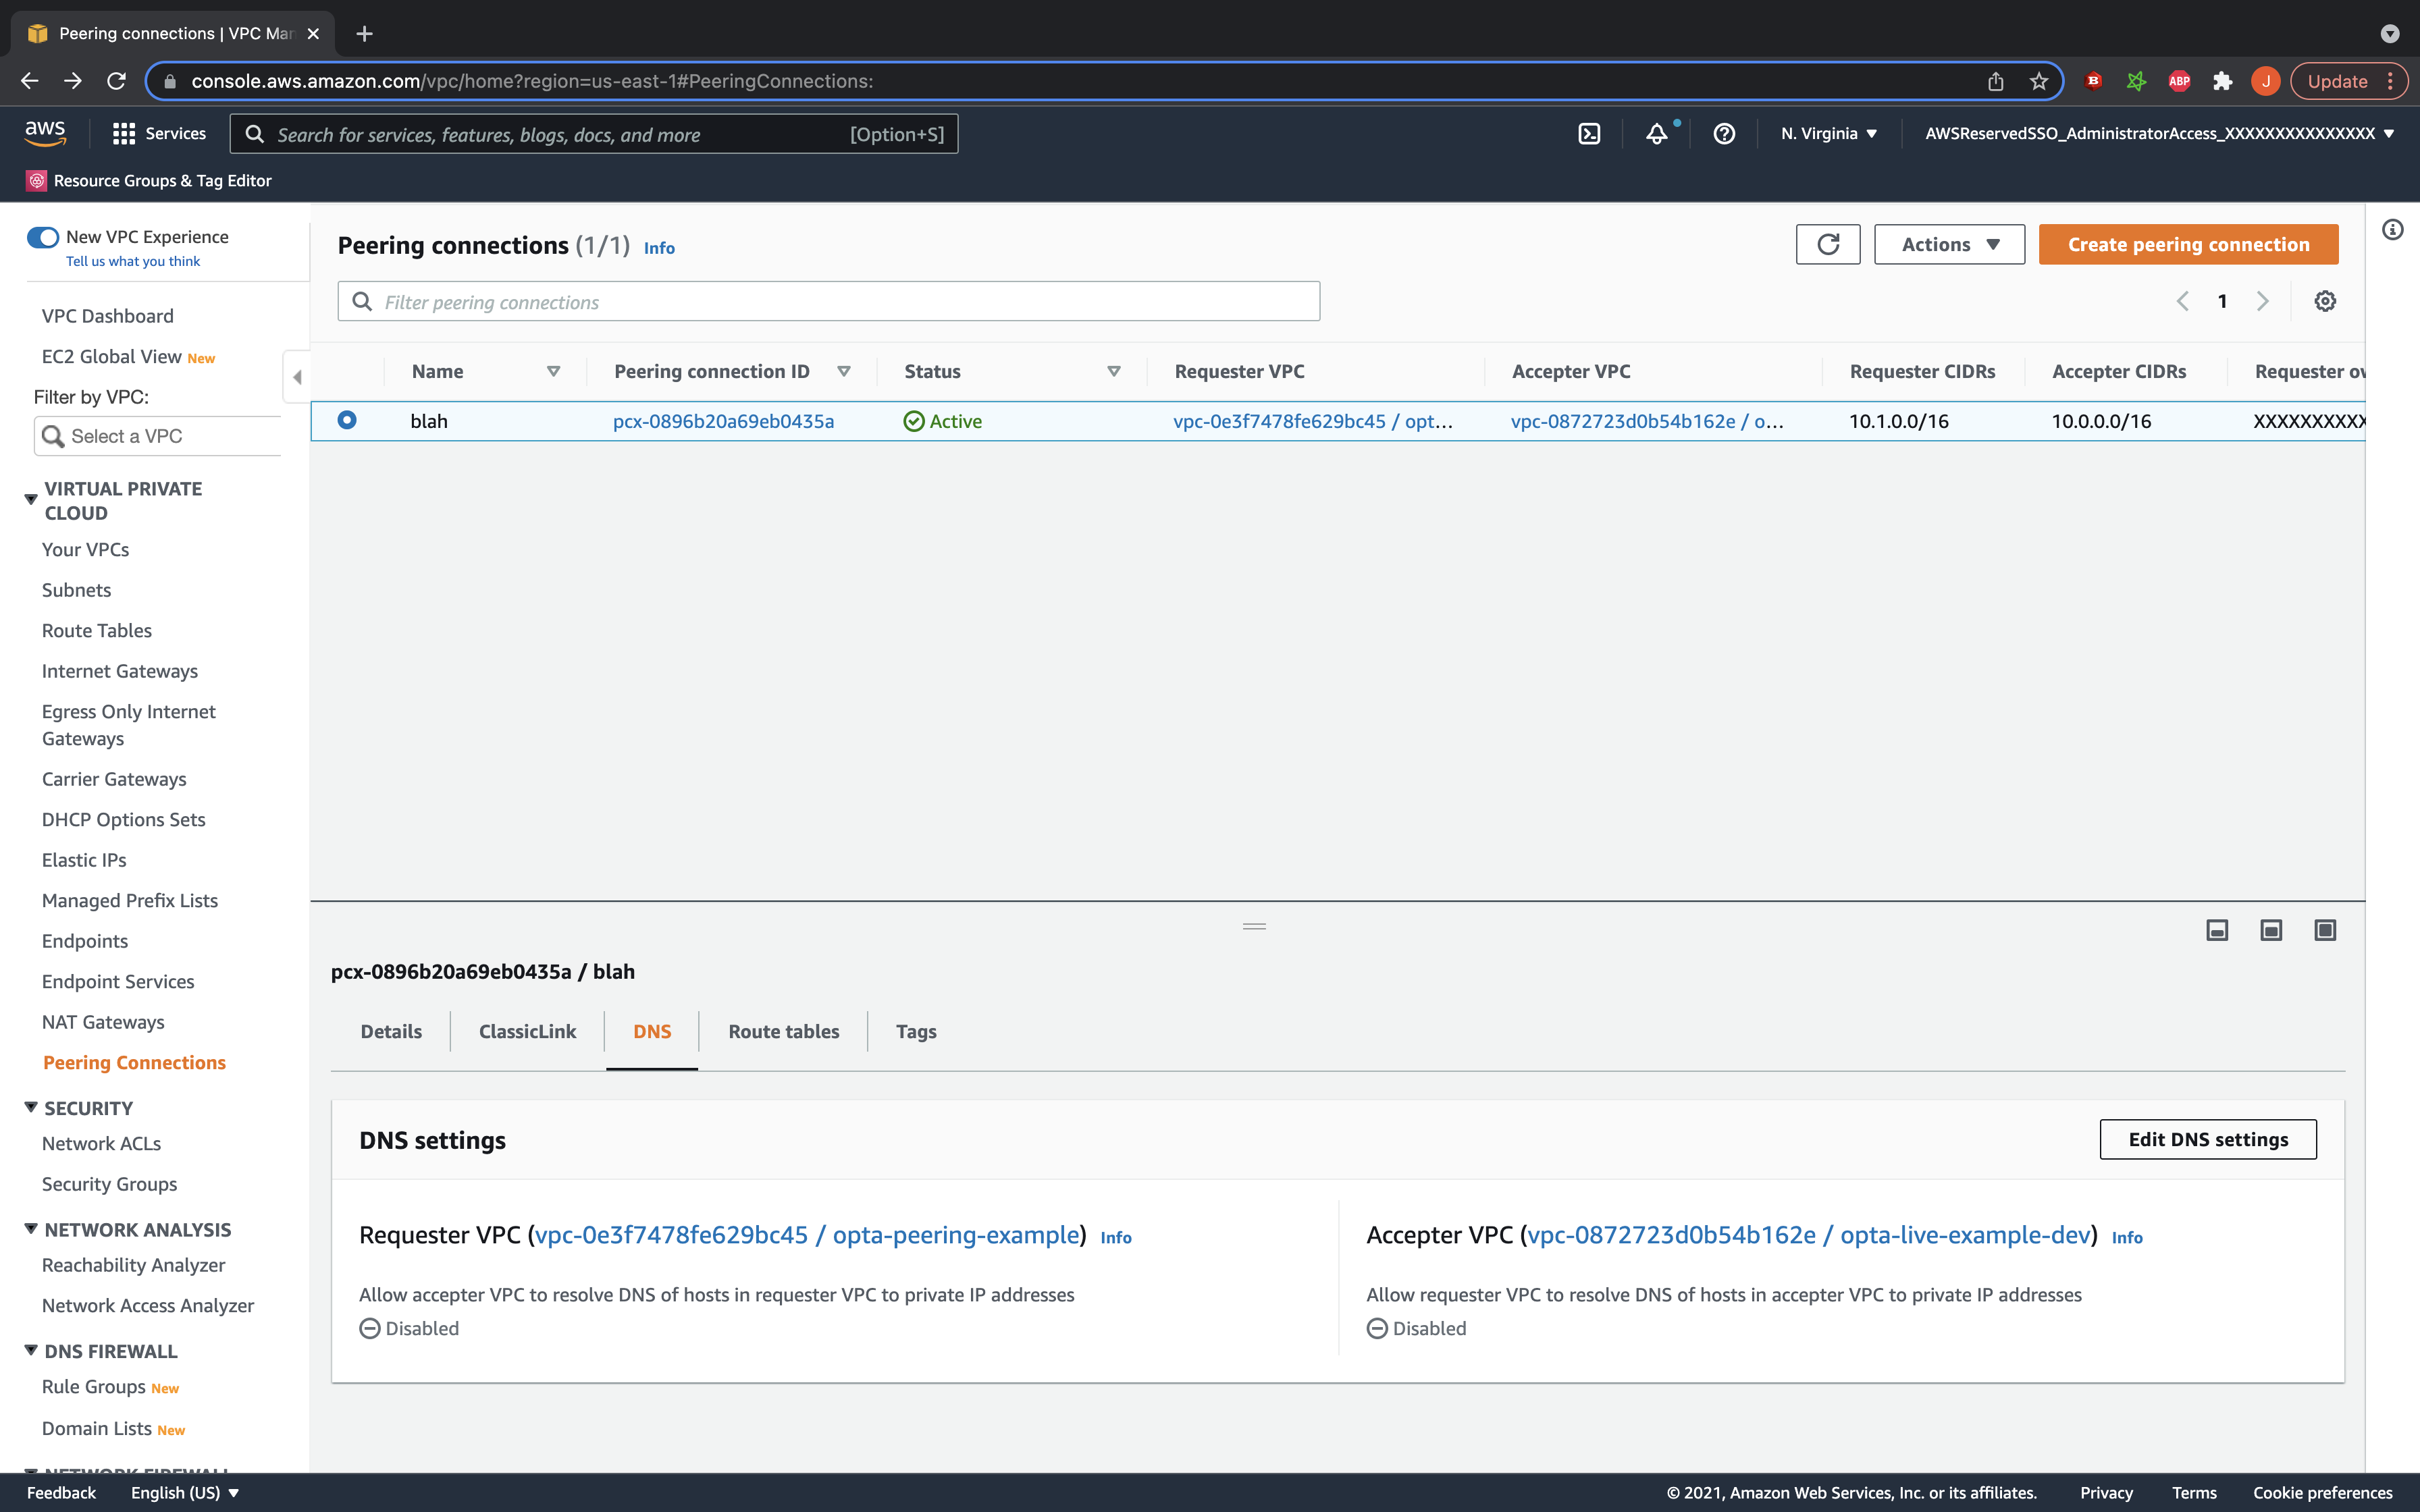 Peering connections | VPC Man
console.aws.amazon.com/vpc/home?region=us-east-1#PeeringConnections:
ABP
J
Update
aws
Services
Search for services, features, blogs, docs, and more
[Option+S]
N. Virginia
AWSReservedSSO_AdministratorAccess_XXXXXXXXXXXXXXX
Resource Groups & Tag Editor
New VPC Experience
Tell us what you think
VPC Dashboard
EC2 Global View New
Filter by VPC:
Select a VPC
VIRTUAL PRIVATE
CLOUD
Your VPCs
Subnets
Route Tables
Internet Gateways
Egress Only Internet
Gateways
Carrier Gateways
DHCP Options Sets
Elastic IPs
Managed Prefix Lists
Endpoints
Endpoint Services
NAT Gateways
Peering Connections
SECURITY
Network ACLs
Security Groups
NETWORK ANALYSIS
Reachability Analyzer
Network Access Analyzer
DNS FIREWALL
Rule Groups New
Domain Lists New
NETWORK FIREWALL
Peering connections (1/1) Info
Actions
Create peering connection
Filter peering connections
1
Name Peering connection ID Status Requester VPC Accepter VPC Requester CIDRs Accepter CIDRs Requester ow
blah pcx-0896b20a69eb0435a Active vpc-0e3f7478fe629bc45 / opt... vpc-0872723d0b54b162e / o... 10.1.0.0/16 10.0.0.0/16 XXXXXXXXXX
pcx-0896b20a69eb0435a / blah
Details ClassicLink DNS Route tables Tags
DNS settings
Edit DNS settings
Requester VPC (vpc-0e3f7478fe629bc45 / opta-peering-example) Info
Allow accepter VPC to resolve DNS of hosts in requester VPC to private IP addresses
Disabled
Accepter VPC (vpc-0872723d0b54b162e / opta-live-example-dev) Info
Allow requester VPC to resolve DNS of hosts in accepter VPC to private IP addresses
Disabled
Feedback English (US)
© 2021, Amazon Web Services, Inc. or its affiliates. Privacy Terms Cookie preferences